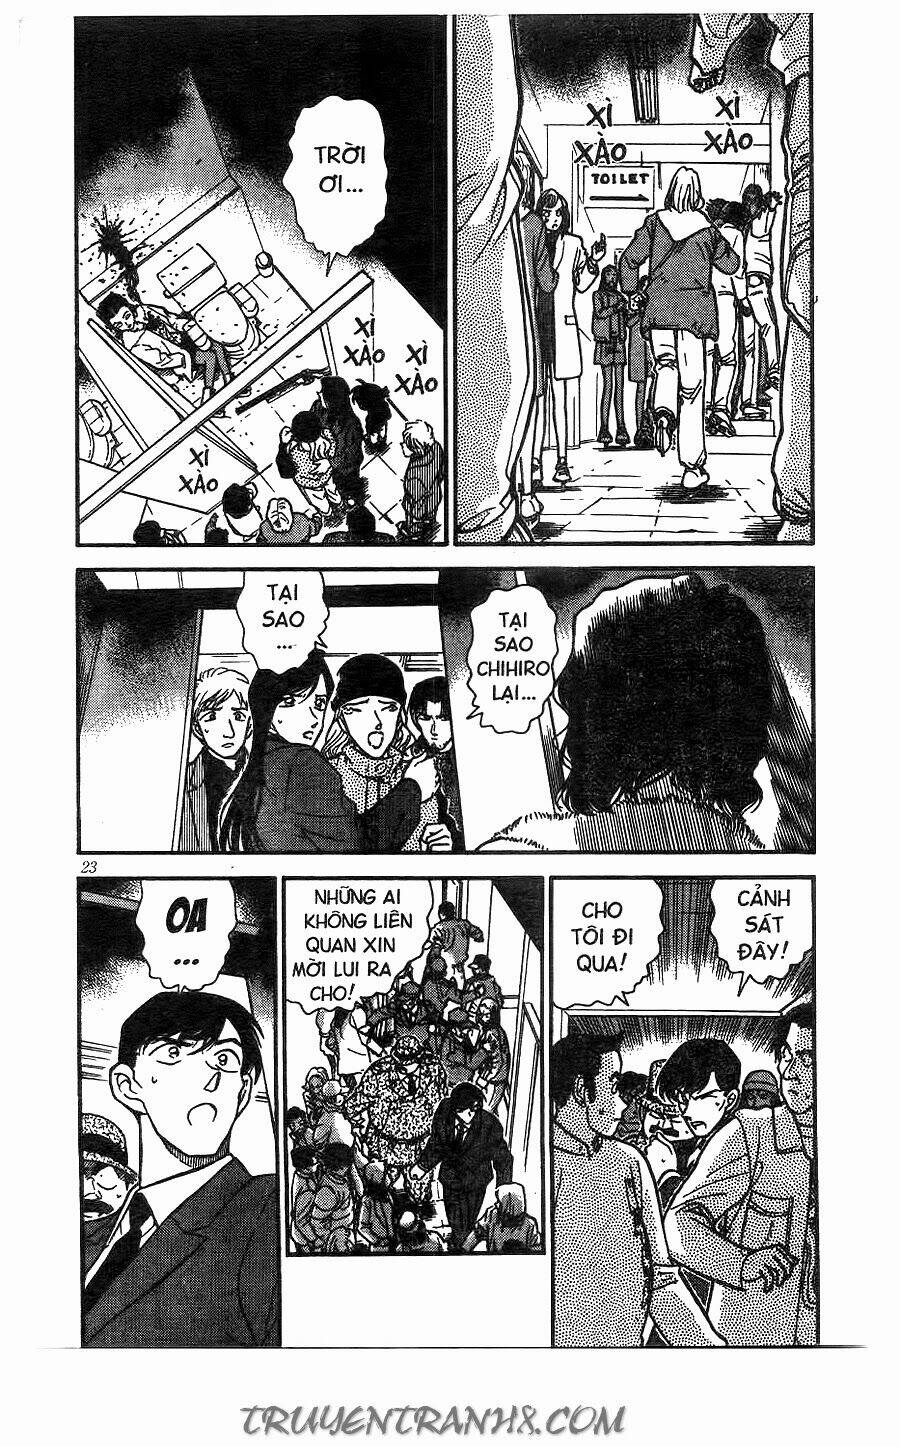 XÌ
XÀO
XÌ
XÀO
TOILET
TRỜI
ƠI...
XÌ
XÀO
XÌ
XÀO
XÌ
XÀO
TẠI
SAO
CHIHIRO
LẠI...
TẠI
SAO
...
23
CẢNH
SÁT
ĐÂY!
CHO
TÔI ĐI
QUA!
NHỮNG AI
KHÔNG LIÊN
QUAN XIN
MỜI LUI RA
CHO!
OA
...
TRUYENTRANH8.COM